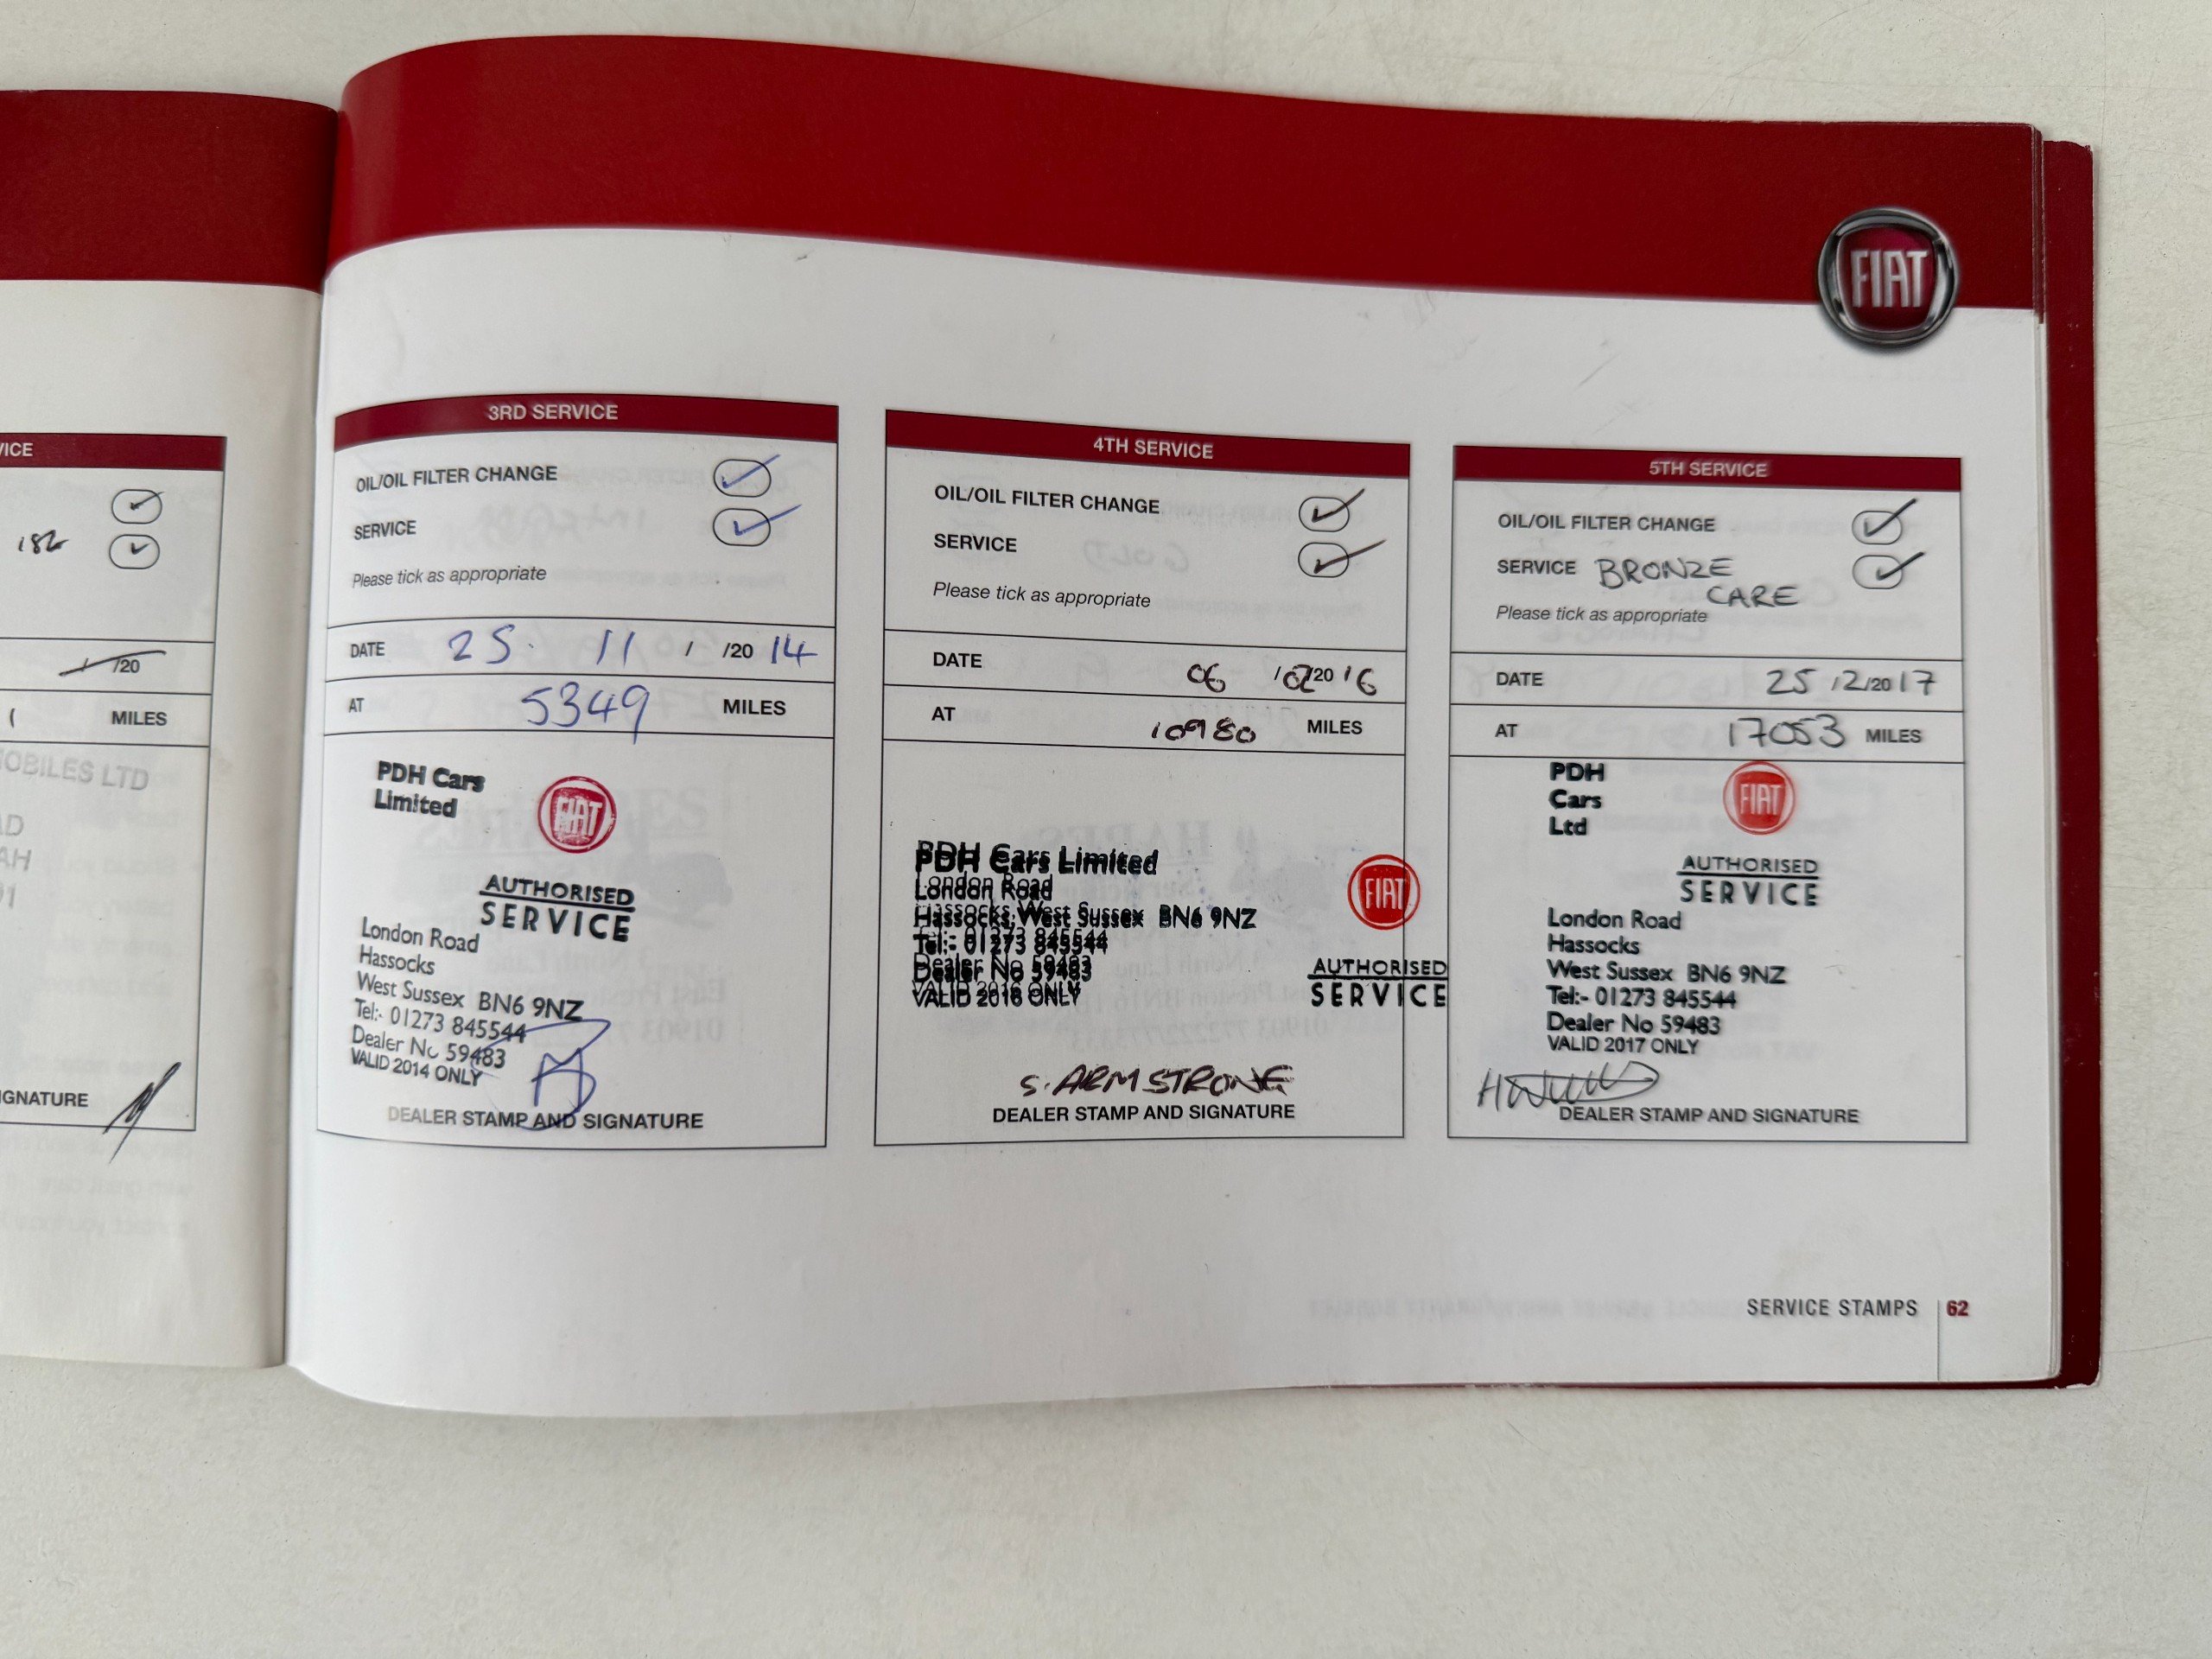 FIAT
VICE
/20
MILES
OBILES LTD
AD
AH
IGNATURE
3RD SERVICE
OIL/OIL FILTER CHANGE
SERVICE
Please tick as appropriate
DATE 25. 11 / /20 14
AT 5349 MILES
PDH Cars
Limited
FIAT
AUTHORISED
SERVICE
London Road
Hassocks
West Sussex BN6 9NZ
Tel:- 01273 845544
Dealer No 59483
VALID 2014 ONLY
DEALER STAMP AND SIGNATURE
4TH SERVICE
OIL/OIL FILTER CHANGE
SERVICE
Please tick as appropriate
DATE 06 /02/20 16
AT 10980 MILES
PDH Cars Limited
London Road
Hassocks West Sussex BN6 9NZ
Tel:- 01273 845544
Dealer No 59483
VALID 2016 ONLY
FIAT
AUTHORISED
SERVICE
S. ARMSTRONG
DEALER STAMP AND SIGNATURE
5TH SERVICE
OIL/OIL FILTER CHANGE
SERVICE BRONZE
CARE
Please tick as appropriate
DATE 25 /2/20 17
AT 17053 MILES
PDH
Cars
Ltd
FIAT
AUTHORISED
SERVICE
London Road
Hassocks
West Sussex BN6 9NZ
Tel:- 01273 845544
Dealer No 59483
VALID 2017 ONLY
DEALER STAMP AND SIGNATURE
SERVICE STAMPS 62